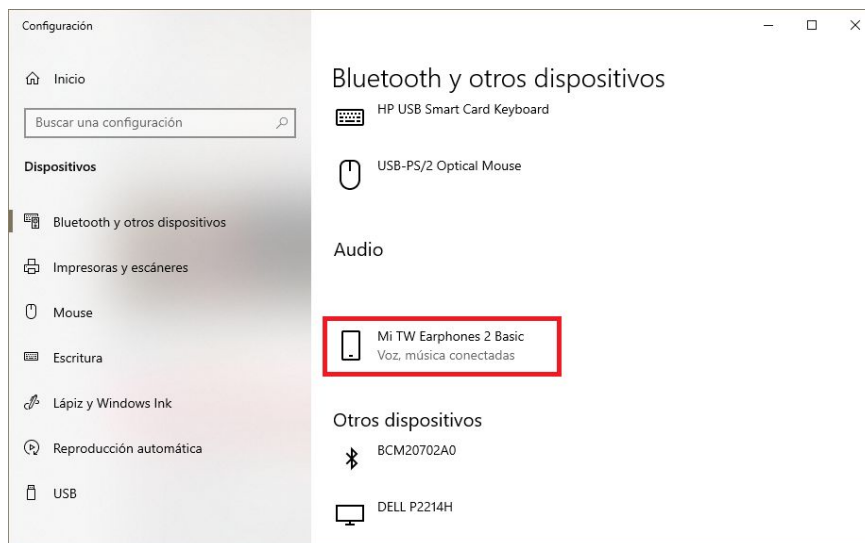 Configuración
Inicio
Buscar una configuración
Dispositivos
Bluetooth y otros dispositivos
Impresoras y escáneres
Mouse
Escritura
Lápiz y Windows Ink
Reproducción automática
USB
Bluetooth y otros dispositivos
HP USB Smart Card Keyboard
USB-PS/2 Optical Mouse
Audio
Mi TW Earphones 2 Basic
Voz, música conectadas
Otros dispositivos
BCM20702A0
DELL P2214H